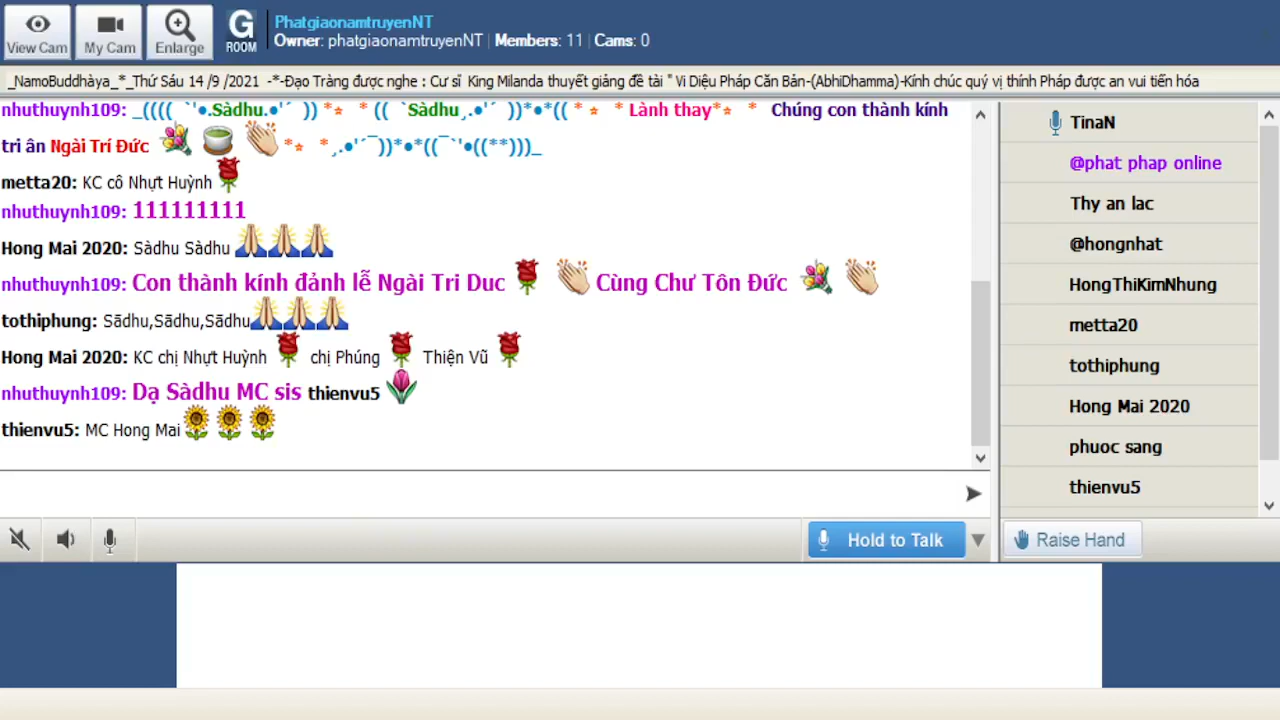 View Cam
My Cam
Enlarge
G
ROOM
PhatgiaonamtruyenNT
Owner: phatgiaonamtruyenNT | Members: 11 | Cams: 0
_NamoBuddhàya_*_Thứ Sáu 14 /9 /2021 -*-Đạo Tràng được nghe : Cư sĩ King Milanda thuyết giảng đề tài " Vi Diệu Pháp Căn Bản-(AbhiDhamma)-Kính chúc quý vị thính Pháp được an vui tiến hóa
nhuthuynh109: _(((( `'•.Sàdhu.•'´ )) *⭒ * (( `Sàdhu¸.•'´ ))*•*(( * ⭒ * Lành thay*⭒ * Chúng con thành kính
tri ân Ngài Trí Đức *⭒ *¸.•'´¯))*•*((¯`'•((**)))_
metta20: KC cô Nhựt Huỳnh
nhuthuynh109: 111111111
Hong Mai 2020: Sàdhu Sàdhu
nhuthuynh109: Con thành kính đảnh lễ Ngài Tri Duc Cùng Chư Tôn Đức
tothiphung: Sādhu,Sādhu,Sādhu
Hong Mai 2020: KC chị Nhựt Huỳnh chị Phúng Thiện Vũ
nhuthuynh109: Dạ Sàdhu MC sis thienvu5
thienvu5: MC Hong Mai
TinaN
@phat phap online
Thy an lac
@hongnhat
HongThiKimNhung
metta20
tothiphung
Hong Mai 2020
phuoc sang
thienvu5
Hold to Talk
Raise Hand